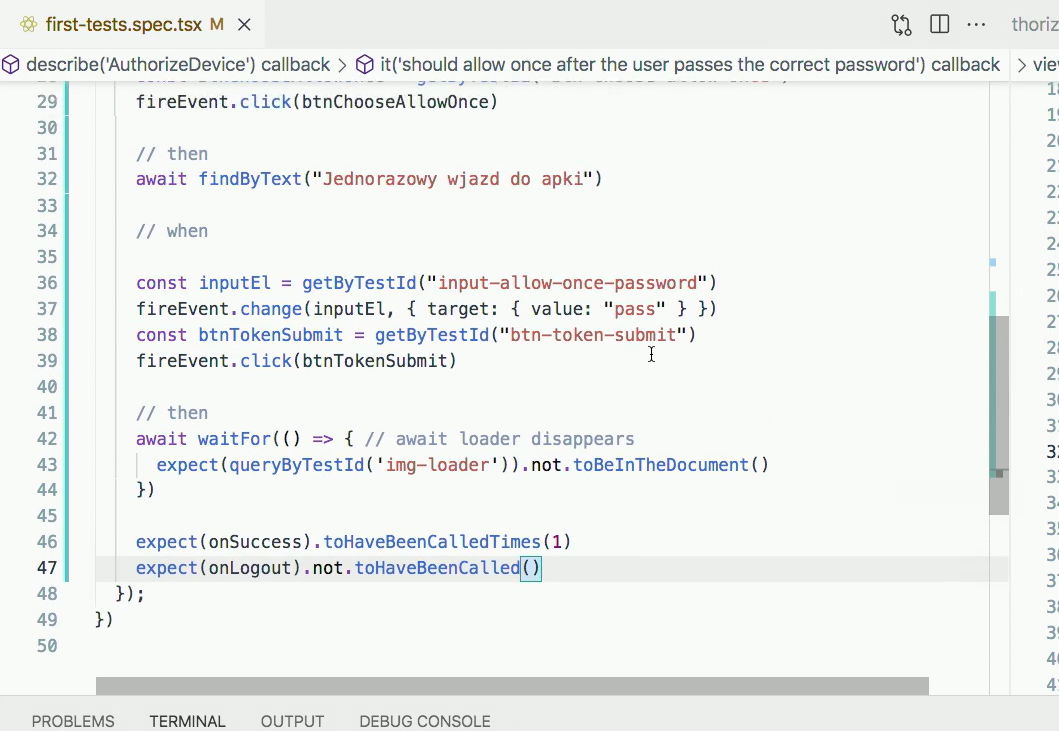 first-tests.spec.tsx M
thoriz
describe('AuthorizeDevice') callback > it('should allow once after the user passes the correct password') callback > vie
29 fireEvent.click(btnChooseAllowOnce)
30
31 // then
32 await findByText("Jednorazowy wjazd do apki")
33
34 // when
35
36 const inputEl = getByTestId("input-allow-once-password")
37 fireEvent.change(inputEl, { target: { value: "pass" } })
38 const btnTokenSubmit = getByTestId("btn-token-submit")
39 fireEvent.click(btnTokenSubmit)
40
41 // then
42 await waitFor(() => { // await loader disappears
43 expect(queryByTestId('img-loader')).not.toBeInTheDocument()
44 })
45
46 expect(onSuccess).toHaveBeenCalledTimes(1)
47 expect(onLogout).not.toHaveBeenCalled()
48 });
49 })
50
PROBLEMS TERMINAL OUTPUT DEBUG CONSOLE